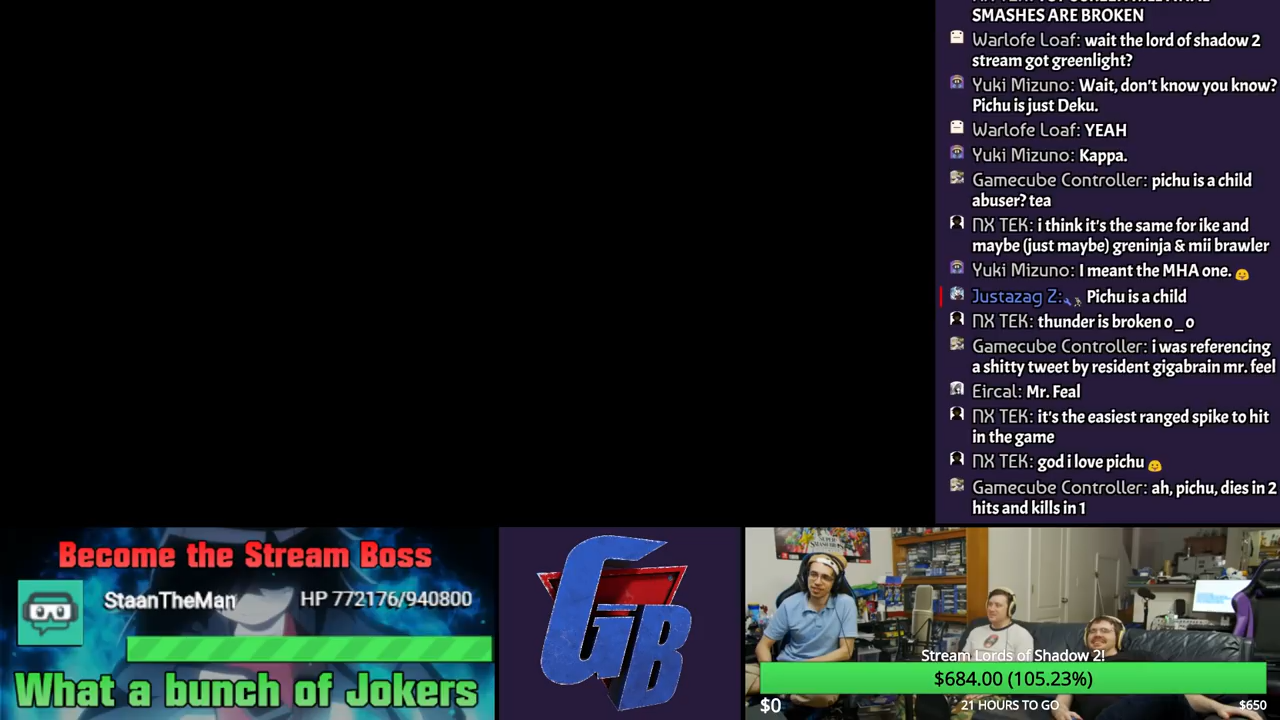 SMASHES ARE BROKEN
Warlofe Loaf: wait the lord of shadow 2
stream got greenlight?
Yuki Mizuno: Wait, don't know you know?
Pichu is just Deku.
Warlofe Loaf: YEAH
Yuki Mizuno: Kappa.
Gamecube Controller: pichu is a child
abuser? tea
NX TEK: i think it's the same for ike and
maybe (just maybe) greninja & mii brawler
Yuki Mizuno: I meant the MHA one.
Justazag Z: Pichu is a child
NX TEK: thunder is broken o_o
Gamecube Controller: i was referencing
a shitty tweet by resident gigabrain mr. feel
Eircal: Mr. Feal
NX TEK: it's the easiest ranged spike to hit
in the game
NX TEK: god i love pichu
Gamecube Controller: ah, pichu, dies in 2
hits and kills in 1
Become the Stream Boss
StaanTheMan HP 772176/940800
What a bunch of Jokers
GB
Stream Lords of Shadow 2!
$684.00 (105.23%)
$0 21 HOURS TO GO $650